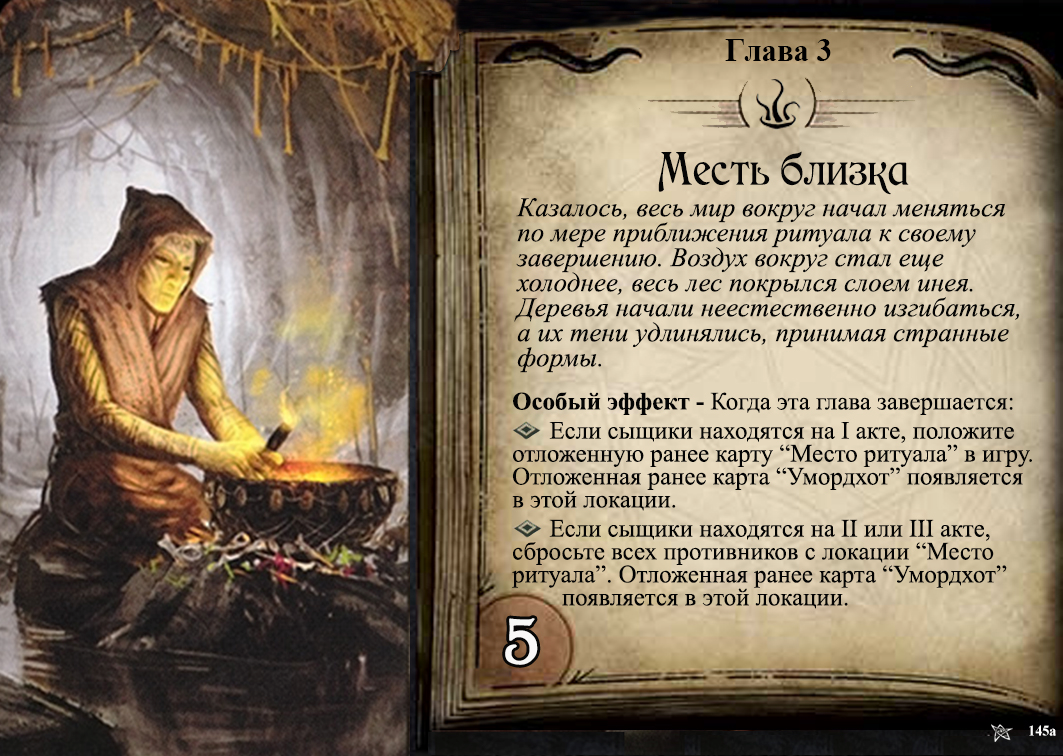 Глава 3
Месть близка
Казалось, весь мир вокруг начал меняться
по мере приближения ритуала к своему
завершению. Воздух вокруг стал еще
холоднее, весь лес покрылся слоем инея.
Деревья начали неестественно изгибаться,
а их тени удлинялись, принимая странные
формы.
Особый эффект - Когда эта глава завершается:
Если сыщики находятся на I акте, положите
отложенную ранее карту “Место ритуала” в игру.
Отложенная ранее карта “Умордхот” появляется
в этой локации.
Если сыщики находятся на II или III акте,
сбросьте всех противников с локации “Место
ритуала”. Отложенная ранее карта “Умордхот”
появляется в этой локации.
5
145a